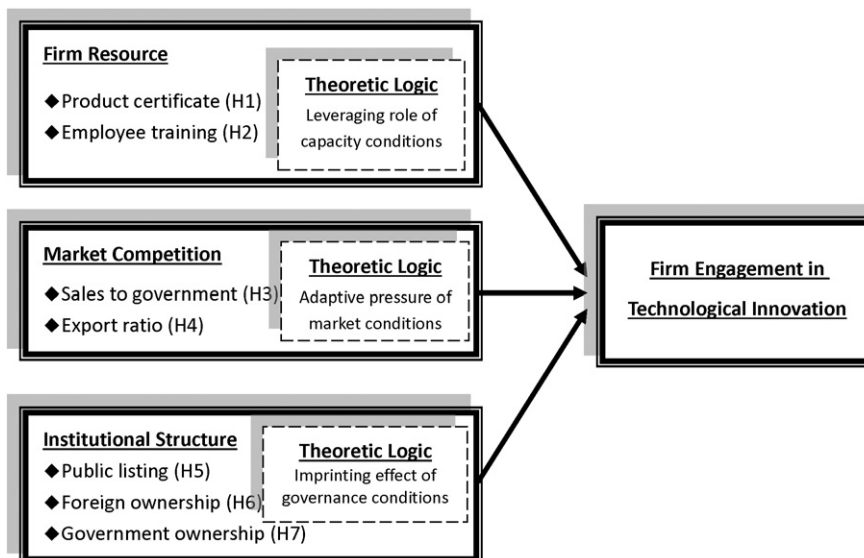 Firm Resource
◆Product certificate (H1)
◆Employee training (H2)
Theoretic Logic
Leveraging role of
capacity conditions
Market Competition
◆Sales to government (H3)
◆Export ratio (H4)
Theoretic Logic
Adaptive pressure of
market conditions
Institutional Structure
◆Public listing (H5)
◆Foreign ownership (H6)
◆Government ownership (H7)
Theoretic Logic
Imprinting effect of
governance conditions
Firm Engagement in
Technological Innovation